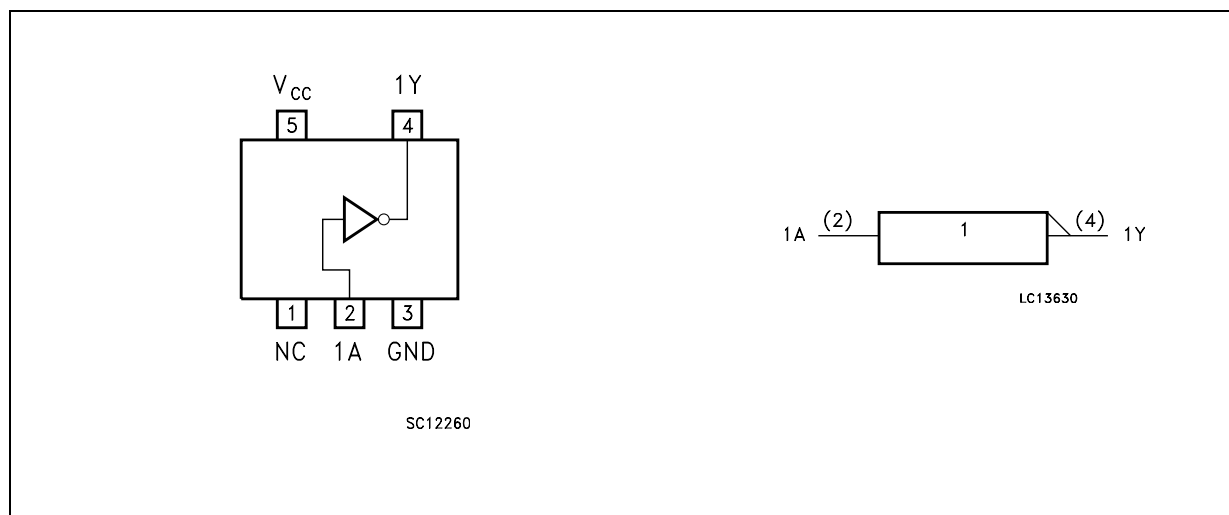 VCC 1Y
5 4
1 2 3
NC 1A GND
SC12260
1A (2) 1 (4) 1Y
LC13630